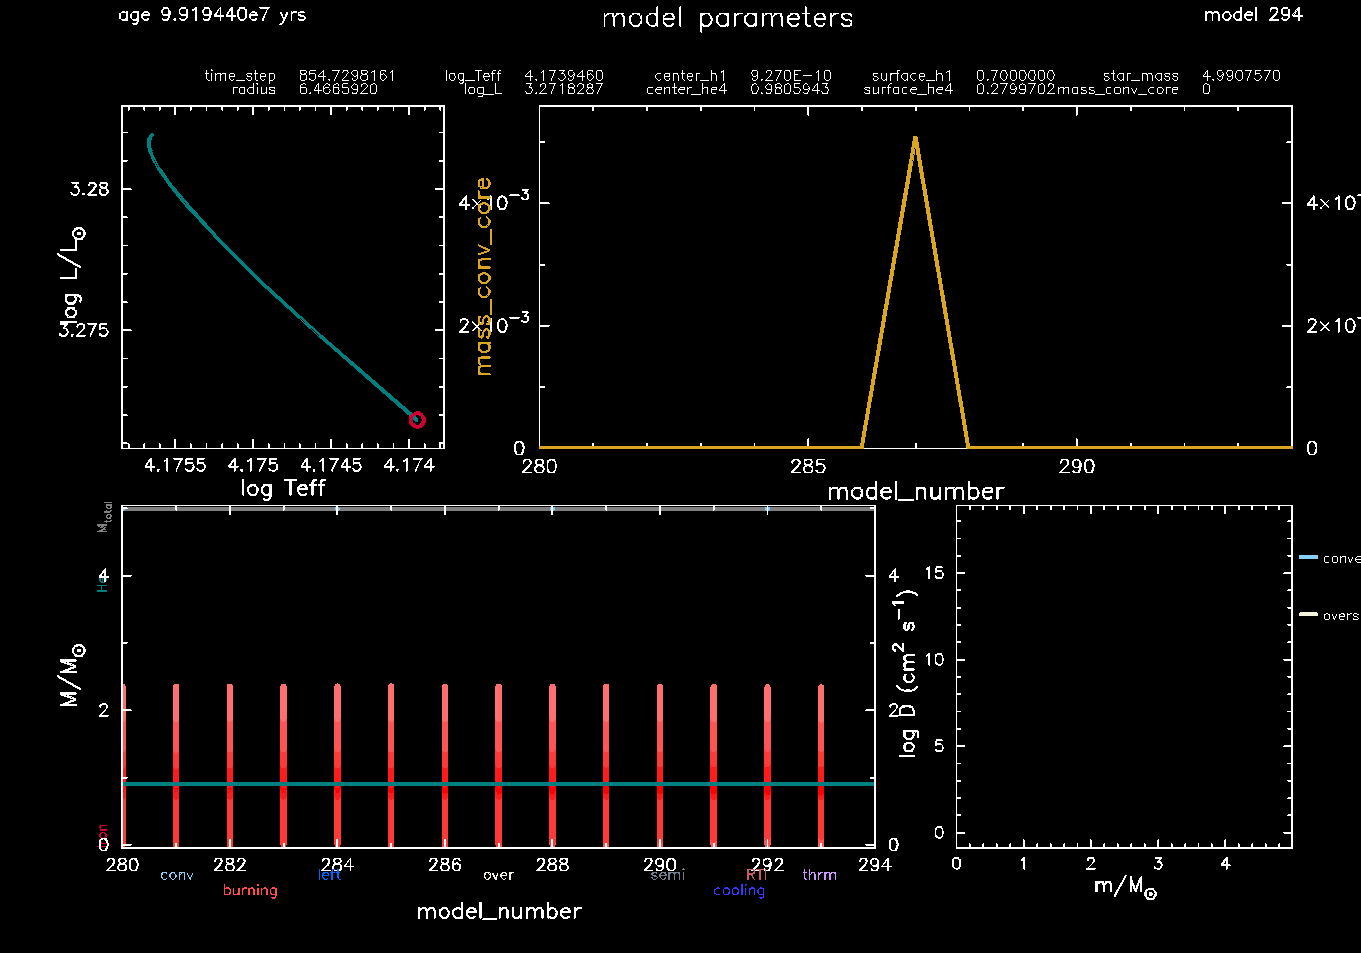 age 9.919440e7 yrs model parameters model 294
time_step 854.7298161 log_Teff 4.1739460 center_h1 9.270E-10 surface_h1 0.7000000 star_mass 4.9907570
radius 6.4665920 log_L 3.2718287 center_he4 0.9805943 surface_he4 0.2799702 mass_conv_core 0
log L/L☉
3.28
3.275
4.1755 4.175 4.1745 4.174
log Teff
mass_conv_core
4×10⁻³
2×10⁻³
0
4×10⁻
2×10⁻
0
280 285 290
model_number
M/M☉
M_total
He
4
2
0
4
2
0
280 282 284 286 288 290 292 294
conv left over semi RTI thrm
burning cooling
model_number
log D (cm² s⁻¹)
15
10
5
0
0 1 2 3 4
m/M☉
conve
overs